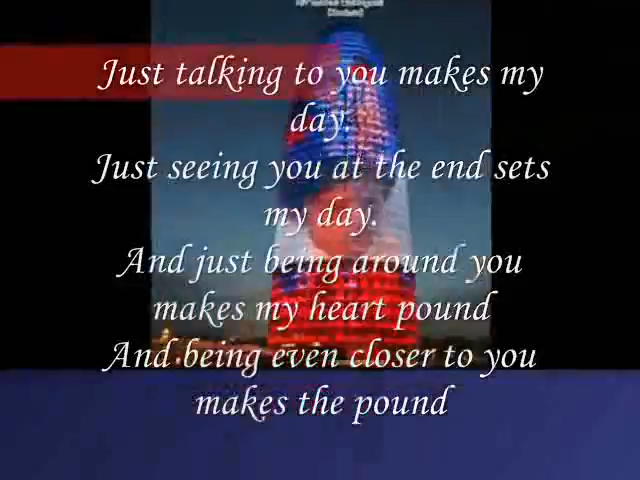 Just talking to you makes my
day.
Just seeing you at the end sets
my day.
And just being around you
makes my heart pound
And being even closer to you
makes the pound